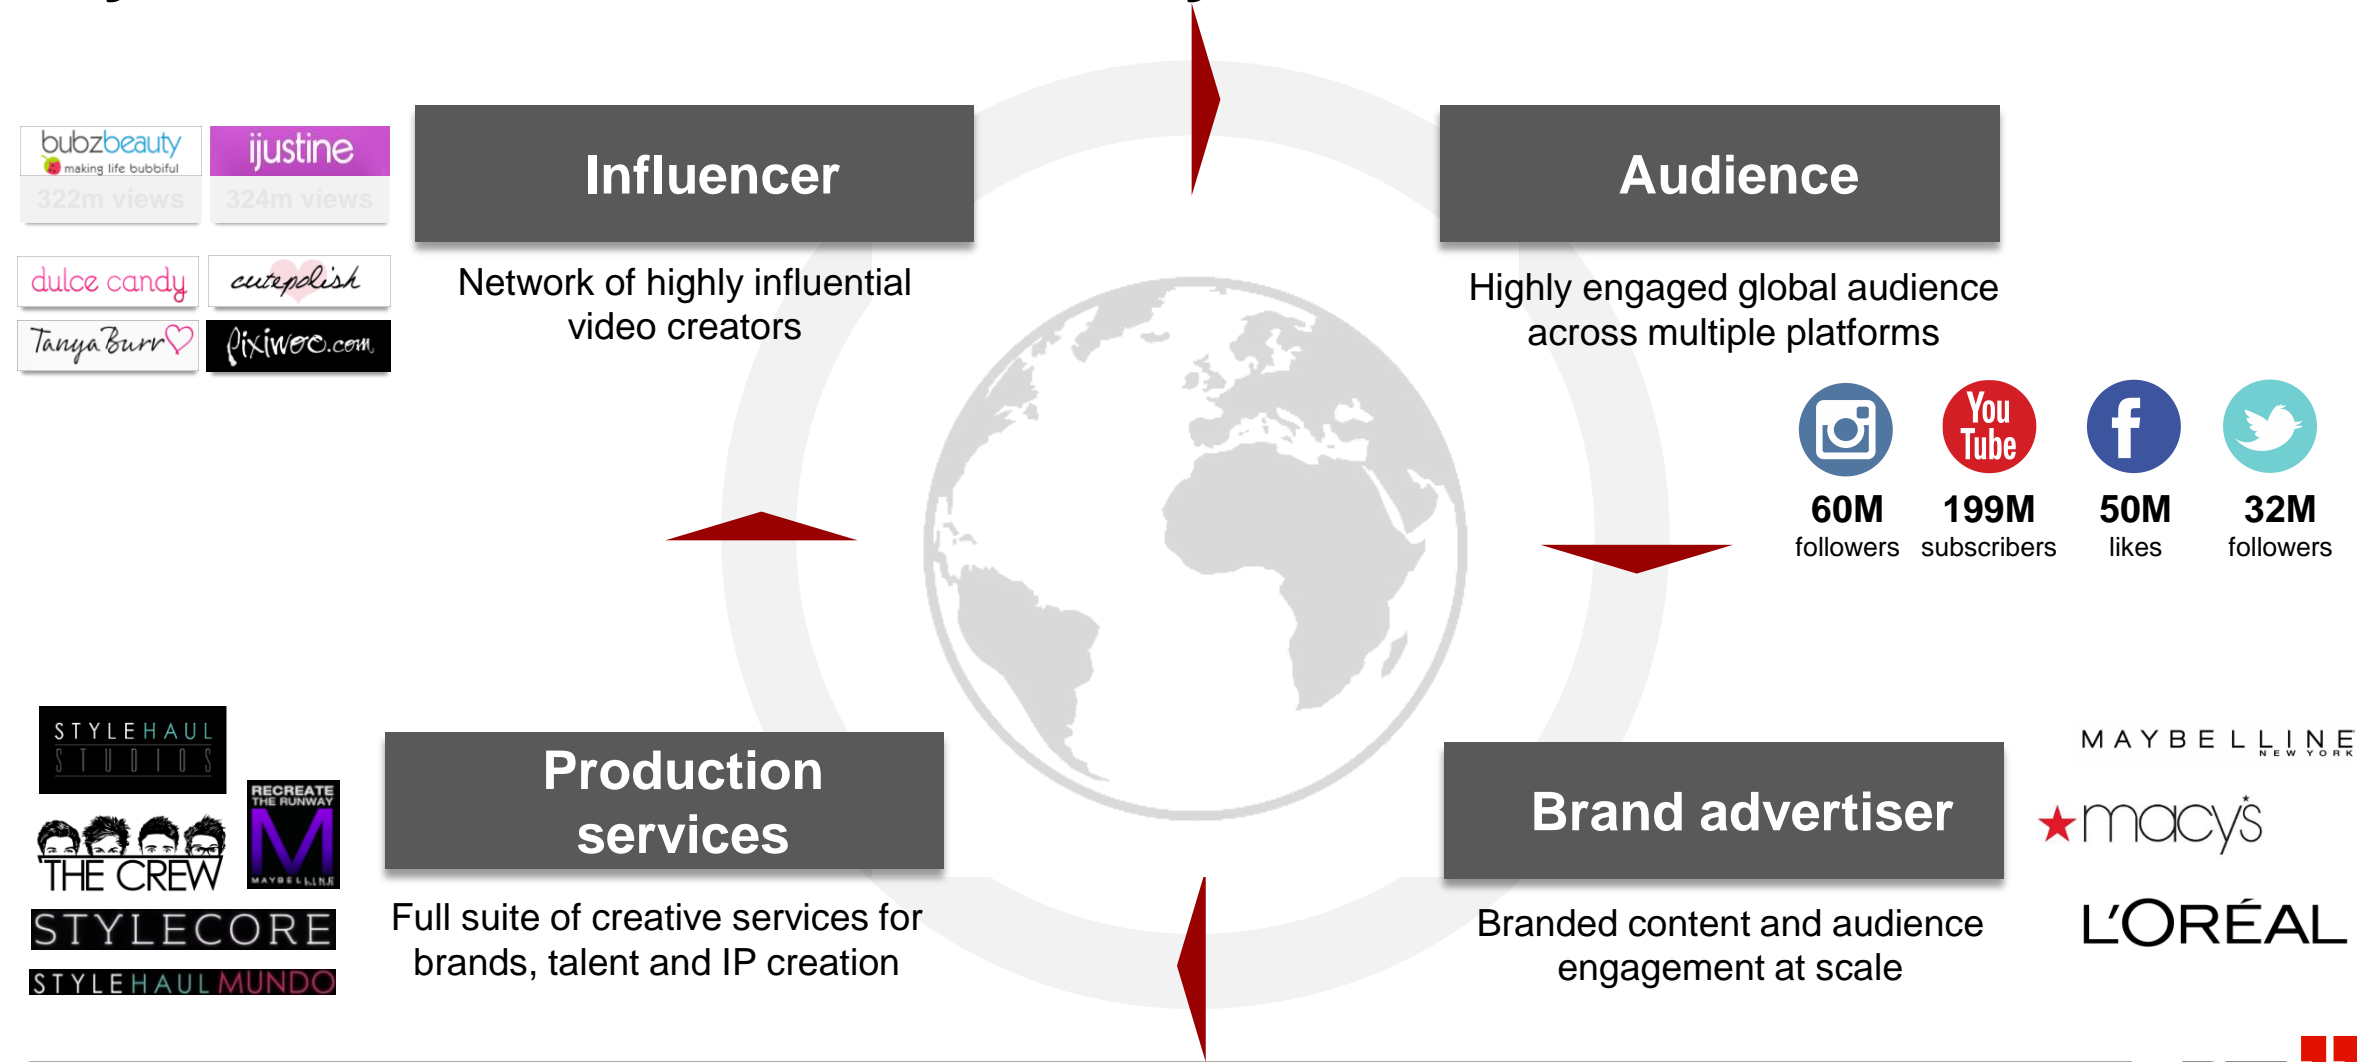 bubzbeauty
making life bubbiful
322m views
ijustine
324m views
dulce candy
cutepolish
Tanya Burr
pixiwoo.com
Influencer
Network of highly influential
video creators
Audience
Highly engaged global audience
across multiple platforms
You
Tube
60M
followers
199M
subscribers
50M
likes
32M
followers
STYLEHAUL
STUDIOS
RECREATE
THE RUNWAY
M
MAYBELLINE
THE CREW
STYLECORE
STYLEHAUL MUNDO
Production
services
Full suite of creative services for
brands, talent and IP creation
Brand advertiser
Branded content and audience
engagement at scale
MAYBELLINE
NEW YORK
macy's
L'ORÉAL